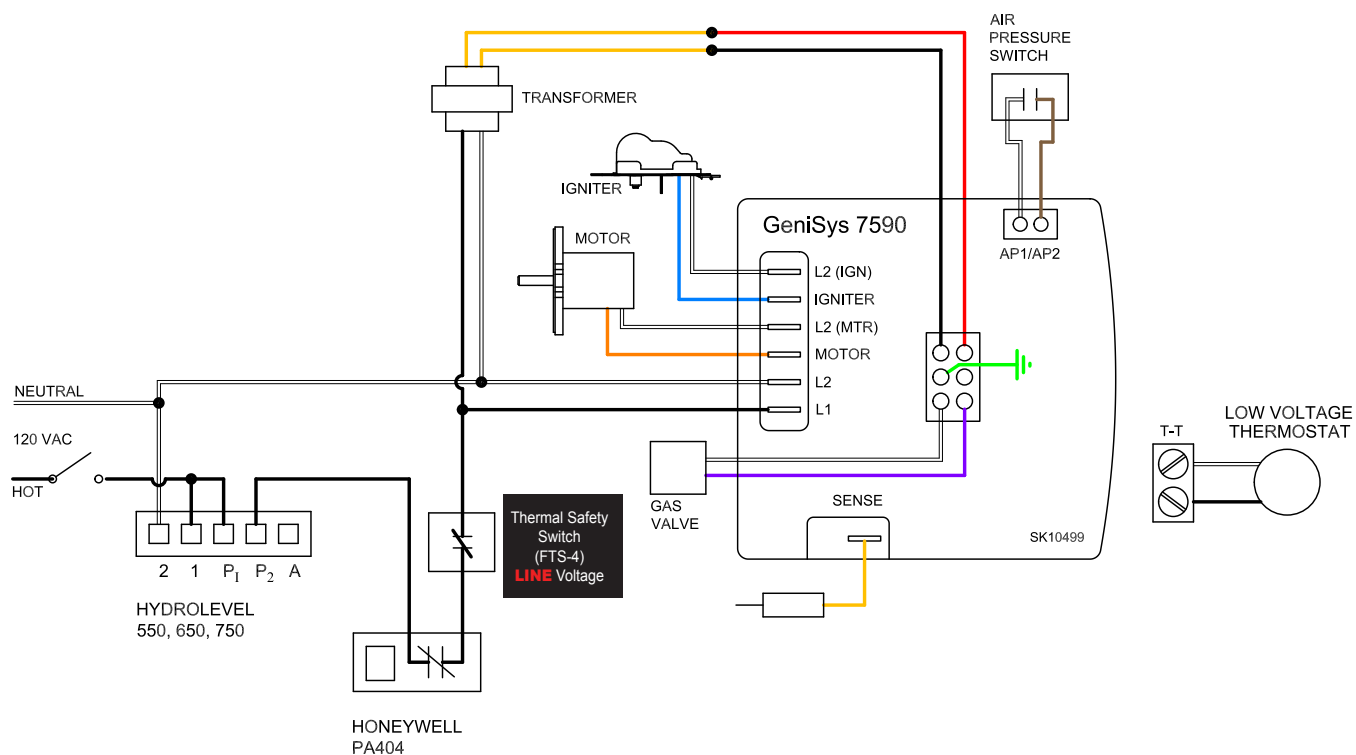 AIR
PRESSURE
SWITCH
TRANSFORMER
IGNITER
GeniSys 7590
MOTOR
AP1/AP2
L2 (IGN)
IGNITER
L2 (MTR)
MOTOR
L2
L1
NEUTRAL
120 VAC
HOT
LOW VOLTAGE
THERMOSTAT
T-T
GAS
VALVE
SENSE
SK10499
Thermal Safety
Switch
(FTS-4)
LINE Voltage
2 1 P1 P2 A
HYDROLEVEL
550, 650, 750
HONEYWELL
PA404